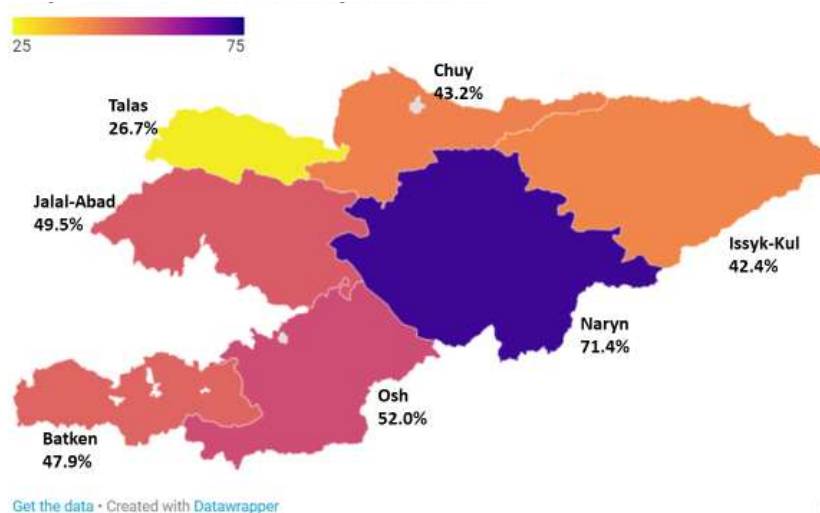 25
75
Chuy
43.2%
Talas
26.7%
Jalal-Abad
49.5%
Issyk-Kul
42.4%
Naryn
71.4%
Osh
52.0%
Batken
47.9%
Get the data • Created with Datawrapper